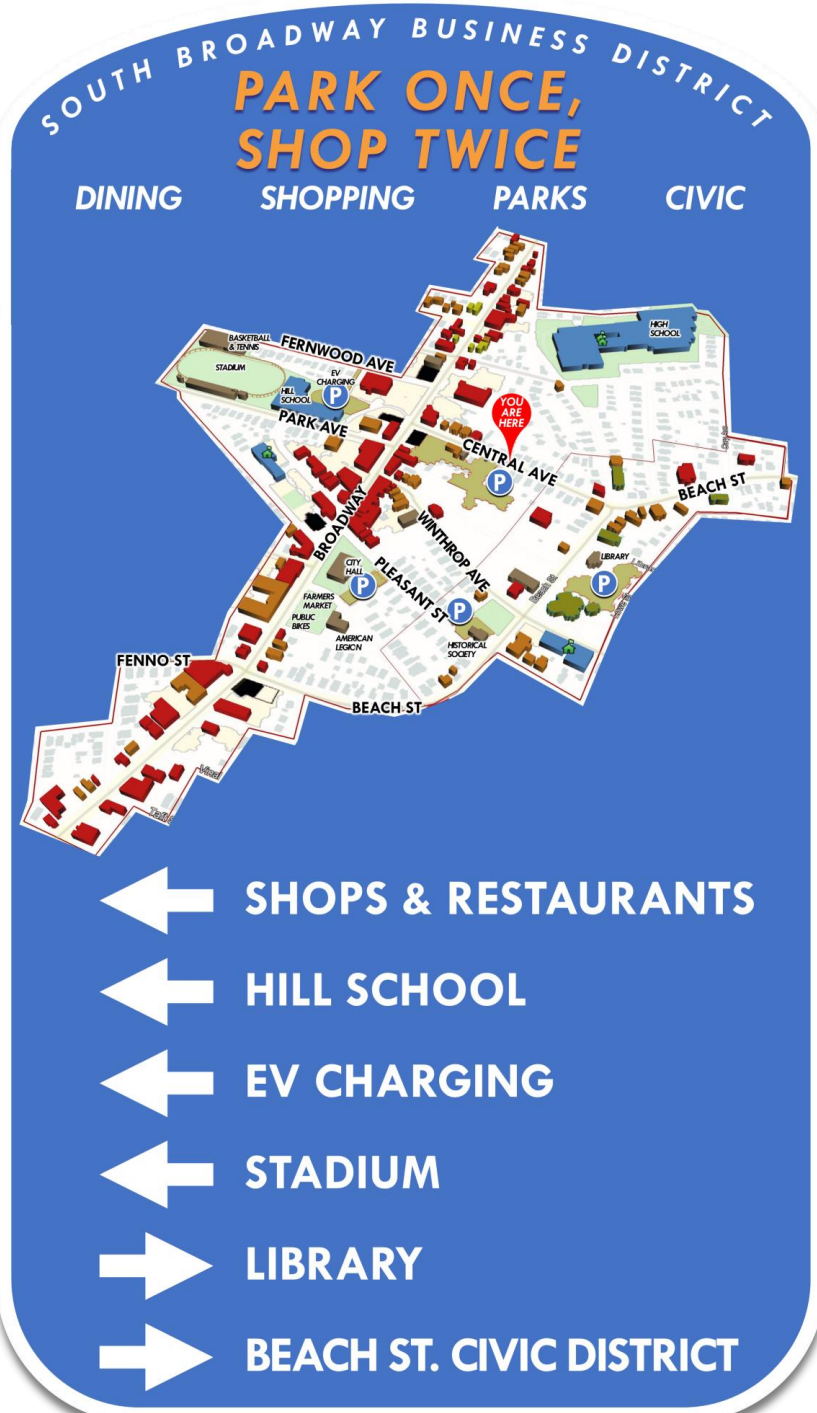 SOUTH BROADWAY BUSINESS DISTRICT
PARK ONCE,
SHOP TWICE
DINING SHOPPING PARKS CIVIC
HIGH
SCHOOL
BASKETBALL
& TENNIS
FERNWOOD AVE
STADIUM
EV
CHARGING
HILL
SCHOOL
P
PARK AVE
YOU
ARE
HERE
CENTRAL AVE
P
BEACH ST
BROADWAY
WINTHROP AVE
LIBRARY
P
CITY
HALL
P
PLEASANT ST
Beach St
FARMERS
MARKET
PUBLIC
BIKES
P
AMERICAN
LEGION
HISTORICAL
SOCIETY
FENNO ST
BEACH ST
SHOPS & RESTAURANTS
HILL SCHOOL
EV CHARGING
STADIUM
LIBRARY
BEACH ST. CIVIC DISTRICT